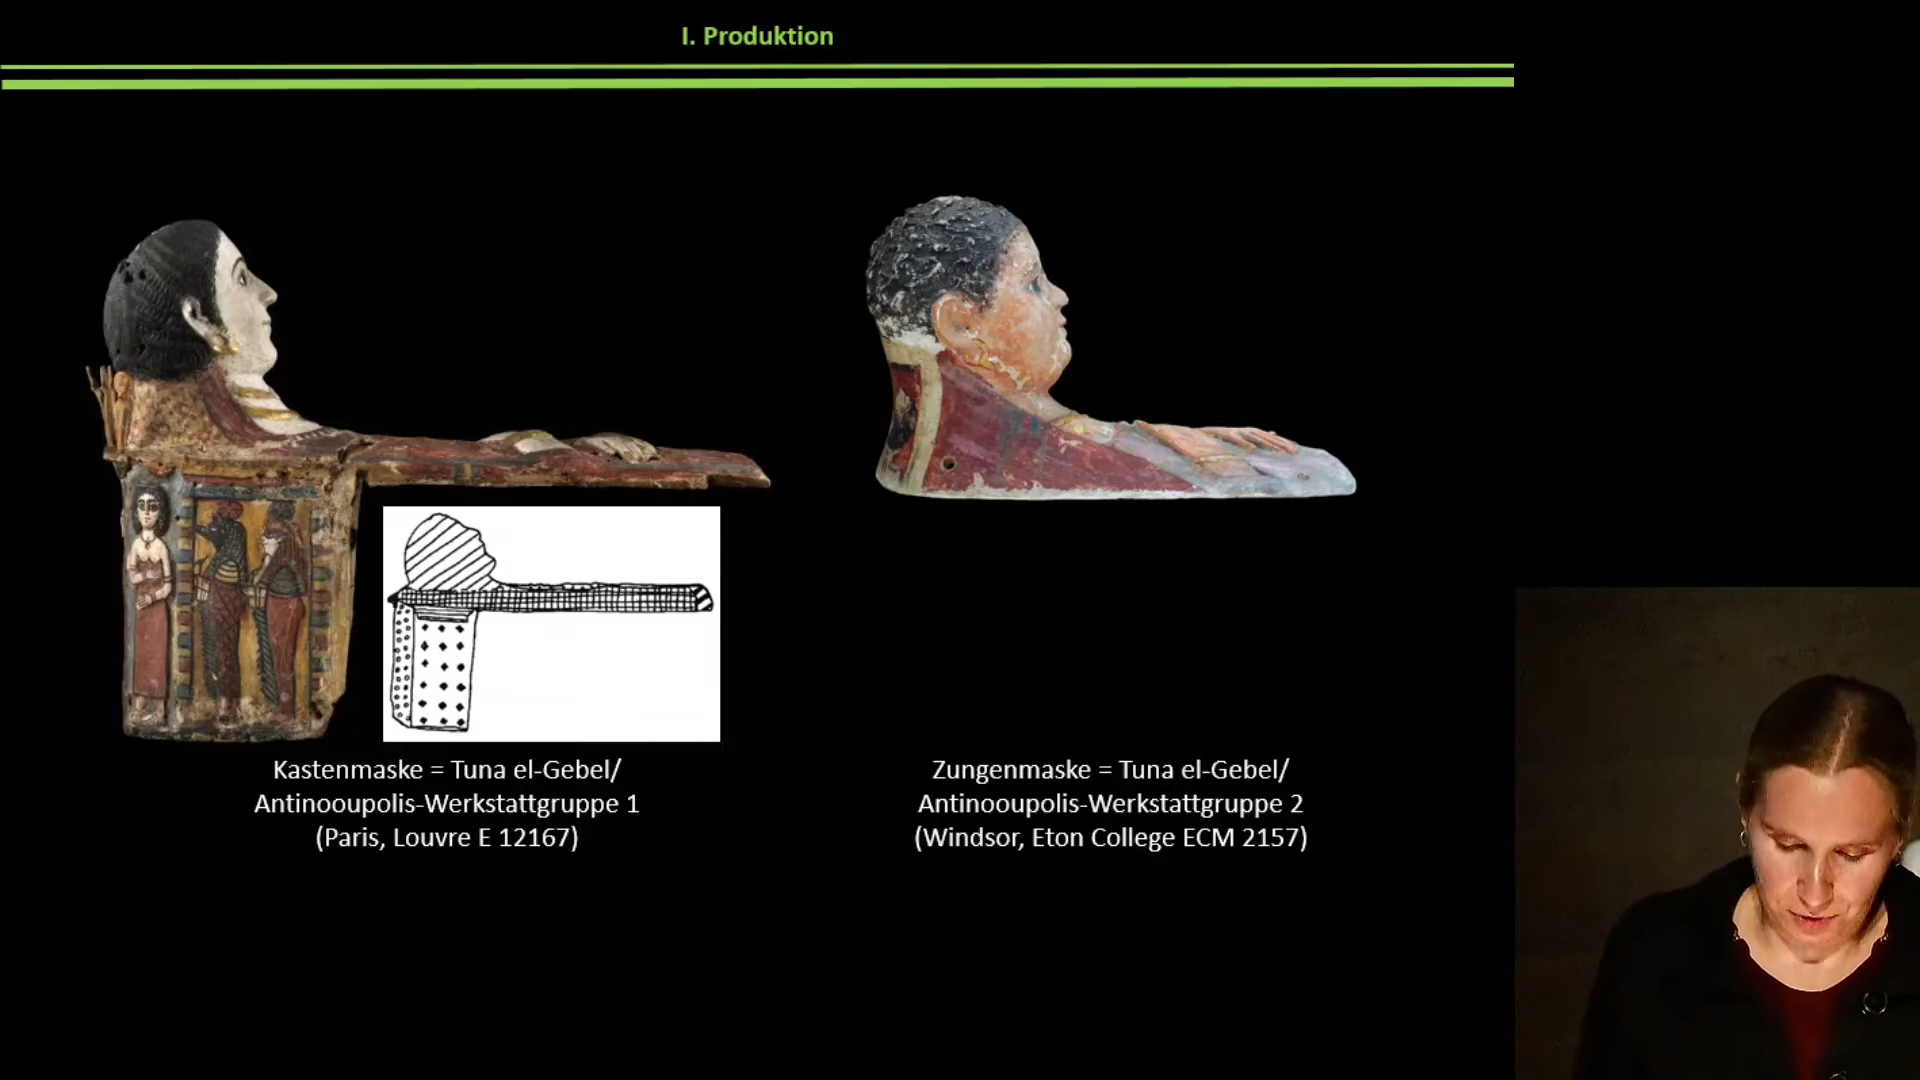 I. Produktion
Kastenmaske = Tuna el-Gebel/
Antinooupolis-Werkstattgruppe 1
(Paris, Louvre E 12167)
Zungenmaske = Tuna el-Gebel/
Antinooupolis-Werkstattgruppe 2
(Windsor, Eton College ECM 2157)